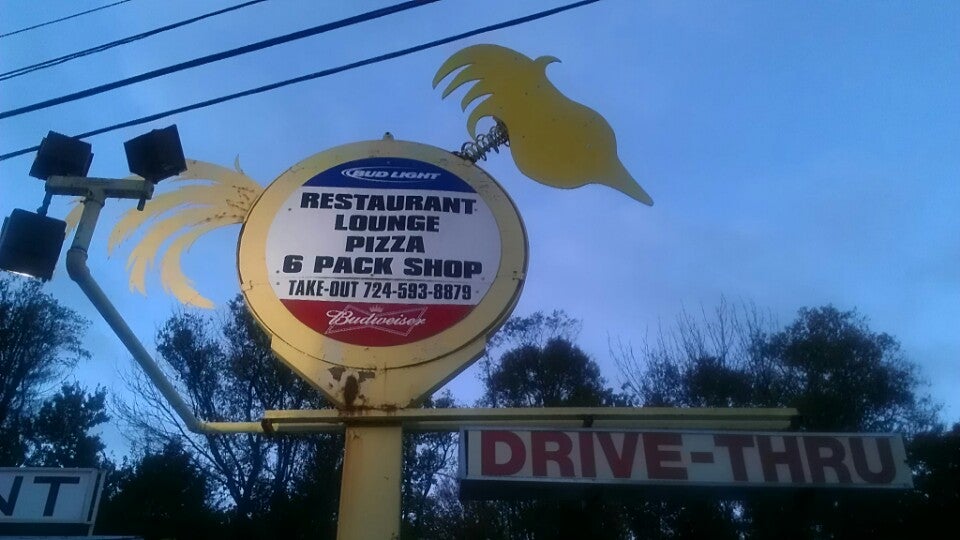 BUD LIGHT
RESTAURANT
LOUNGE
PIZZA
6 PACK SHOP
TAKE-OUT 724-593-8879
Budweiser
DRIVE-THRU
NT